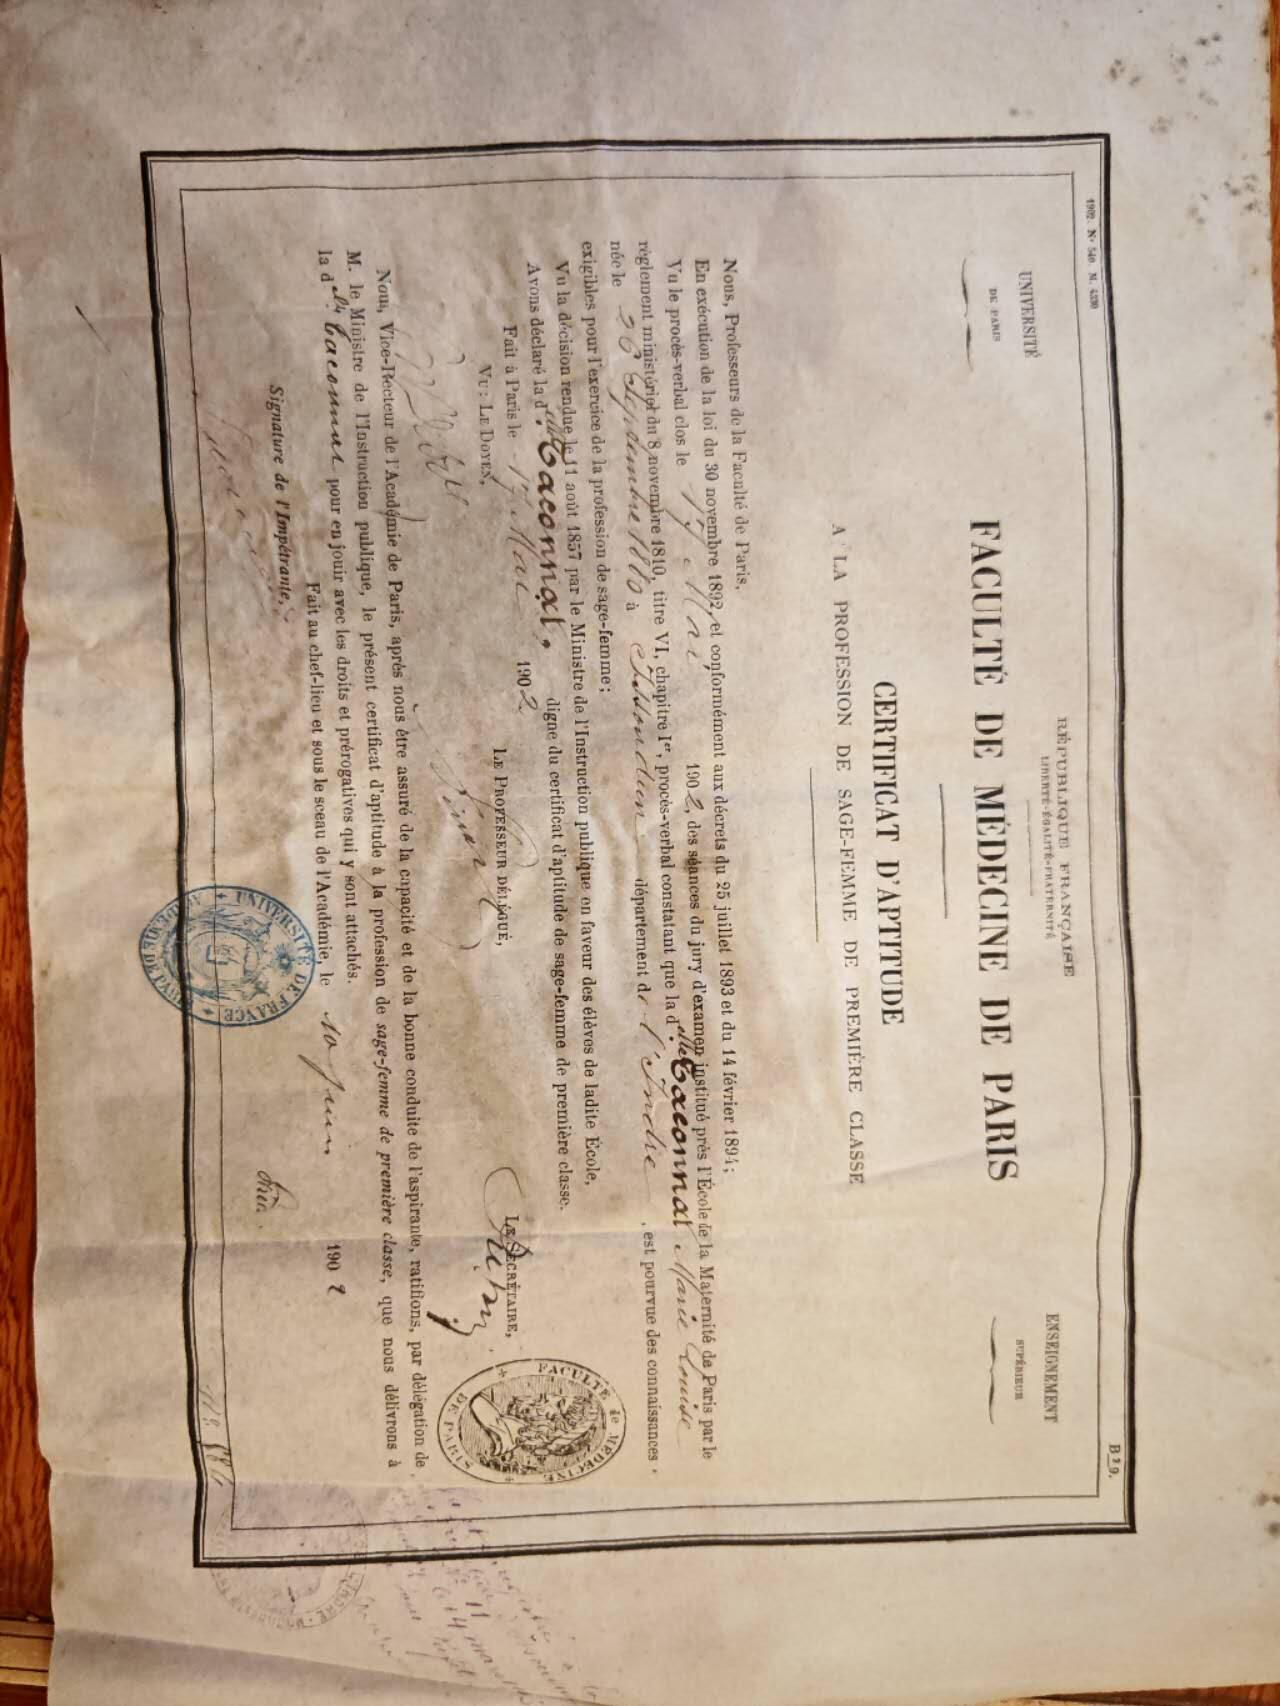 1902. N° 540. M. 4330
B 29.
UNIVERSITÉ
DE PARIS
RÉPUBLIQUE FRANÇAISE
LIBERTÉ-ÉGALITÉ-FRATERNITÉ
ENSEIGNEMENT
SUPÉRIEUR
FACULTÉ DE MÉDECINE DE PARIS
CERTIFICAT D'APTITUDE
A LA PROFESSION DE SAGE-FEMME DE PREMIÈRE CLASSE
Nous, Professeurs de la Faculté de Paris,
En exécution de la loi du 30 novembre 1892, et conformément aux décrets du 25 juillet 1893 et du 14 février 1894;
Vu le procès-verbal clos le 17 Mai 1902, des séances du jury d'examen institué près l'École de la Maternité de Paris par le
règlement ministériel du 8 novembre 1810, titre VI, chapitre Ier, procès-verbal constatant que la delle Taconnat Marie Louise
née le 26 Septembre 1880 à Issoudun département de l'Indre, est pourvue des connaissances
exigibles pour l'exercice de la profession de sage-femme;
Vu la décision rendue le 11 août 1857 par le Ministre de l'Instruction publique en faveur des élèves de ladite École,
Avons déclaré la delle Taconnat, digne du certificat d'aptitude de sage-femme de première classe.
Fait à Paris le 17 Mai 1902
VU: LE DOYEN,
LE PROFESSEUR DÉLÉGUÉ,
LE SECRÉTAIRE,
FACULTÉ de MÉDECINE DE PARIS
Nous, Vice-Recteur de l'Académie de Paris, après nous être assuré de la capacité et de la bonne conduite de l'aspirante, ratifions, par délégation de
M. le Ministre de l'Instruction publique, le présent certificat d'aptitude à la profession de sage-femme de première classe, que nous délivrons à
la delle Taconnat pour en jouir avec les droits et prérogatives qui y sont attachés.
Fait au chef-lieu et sous le sceau de l'Académie, le 10 juin 1902
Signature de l'Impétrante,
UNIVERSITÉ DE FRANCE
ACADÉMIE DE PARIS